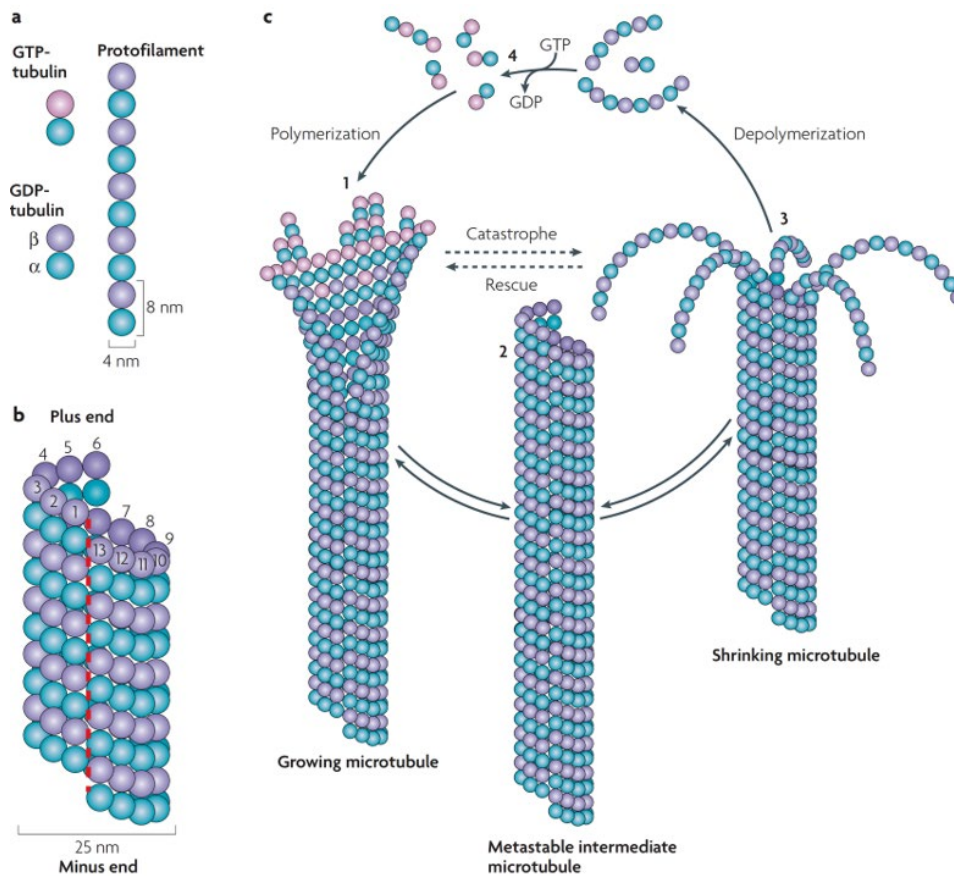 a
GTP-
tubulin
Protofilament
GDP-
tubulin
β
α
8 nm
4 nm
b
Plus end
4
5
6
3
2
1
7
8
9
13
12
11
10
25 nm
Minus end
c
4
GTP
GDP
Polymerization
Depolymerization
1
Catastrophe
Rescue
3
2
Growing microtubule
Metastable intermediate
microtubule
Shrinking microtubule